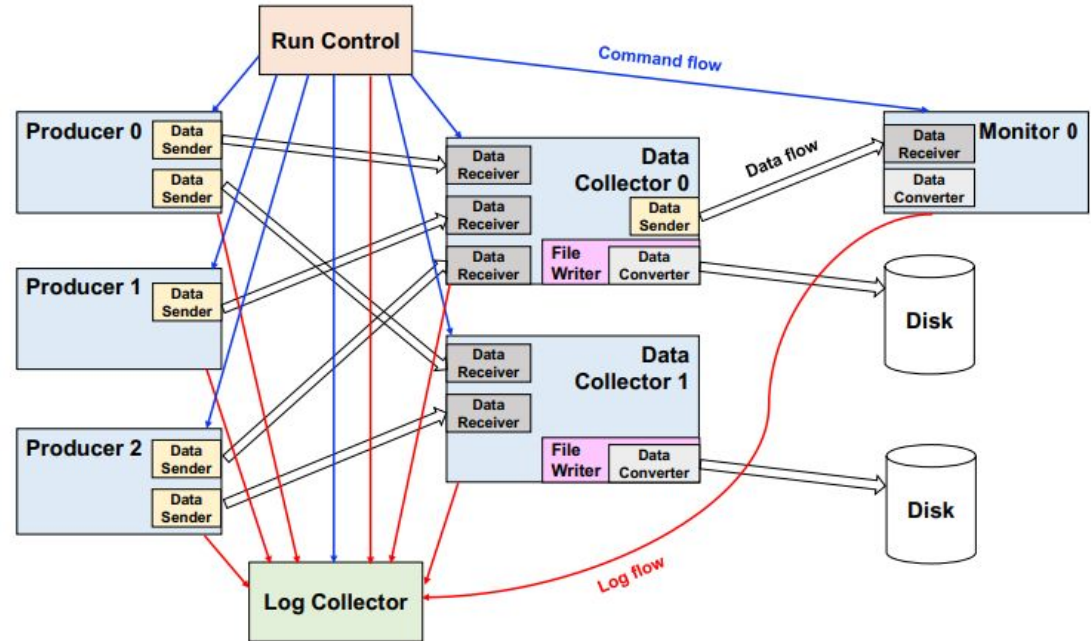 Run Control
Command flow
Producer 0
Data
Sender
Data
Sender
Data
Receiver
Data
Receiver
Data
Receiver
Data
Collector 0
Data
Sender
File
Writer
Data
Converter
Data flow
Monitor 0
Data
Receiver
Data
Converter
Producer 1
Data
Sender
Disk
Data
Receiver
Data
Receiver
Data
Collector 1
File
Writer
Data
Converter
Producer 2
Data
Sender
Data
Sender
Disk
Log flow
Log Collector